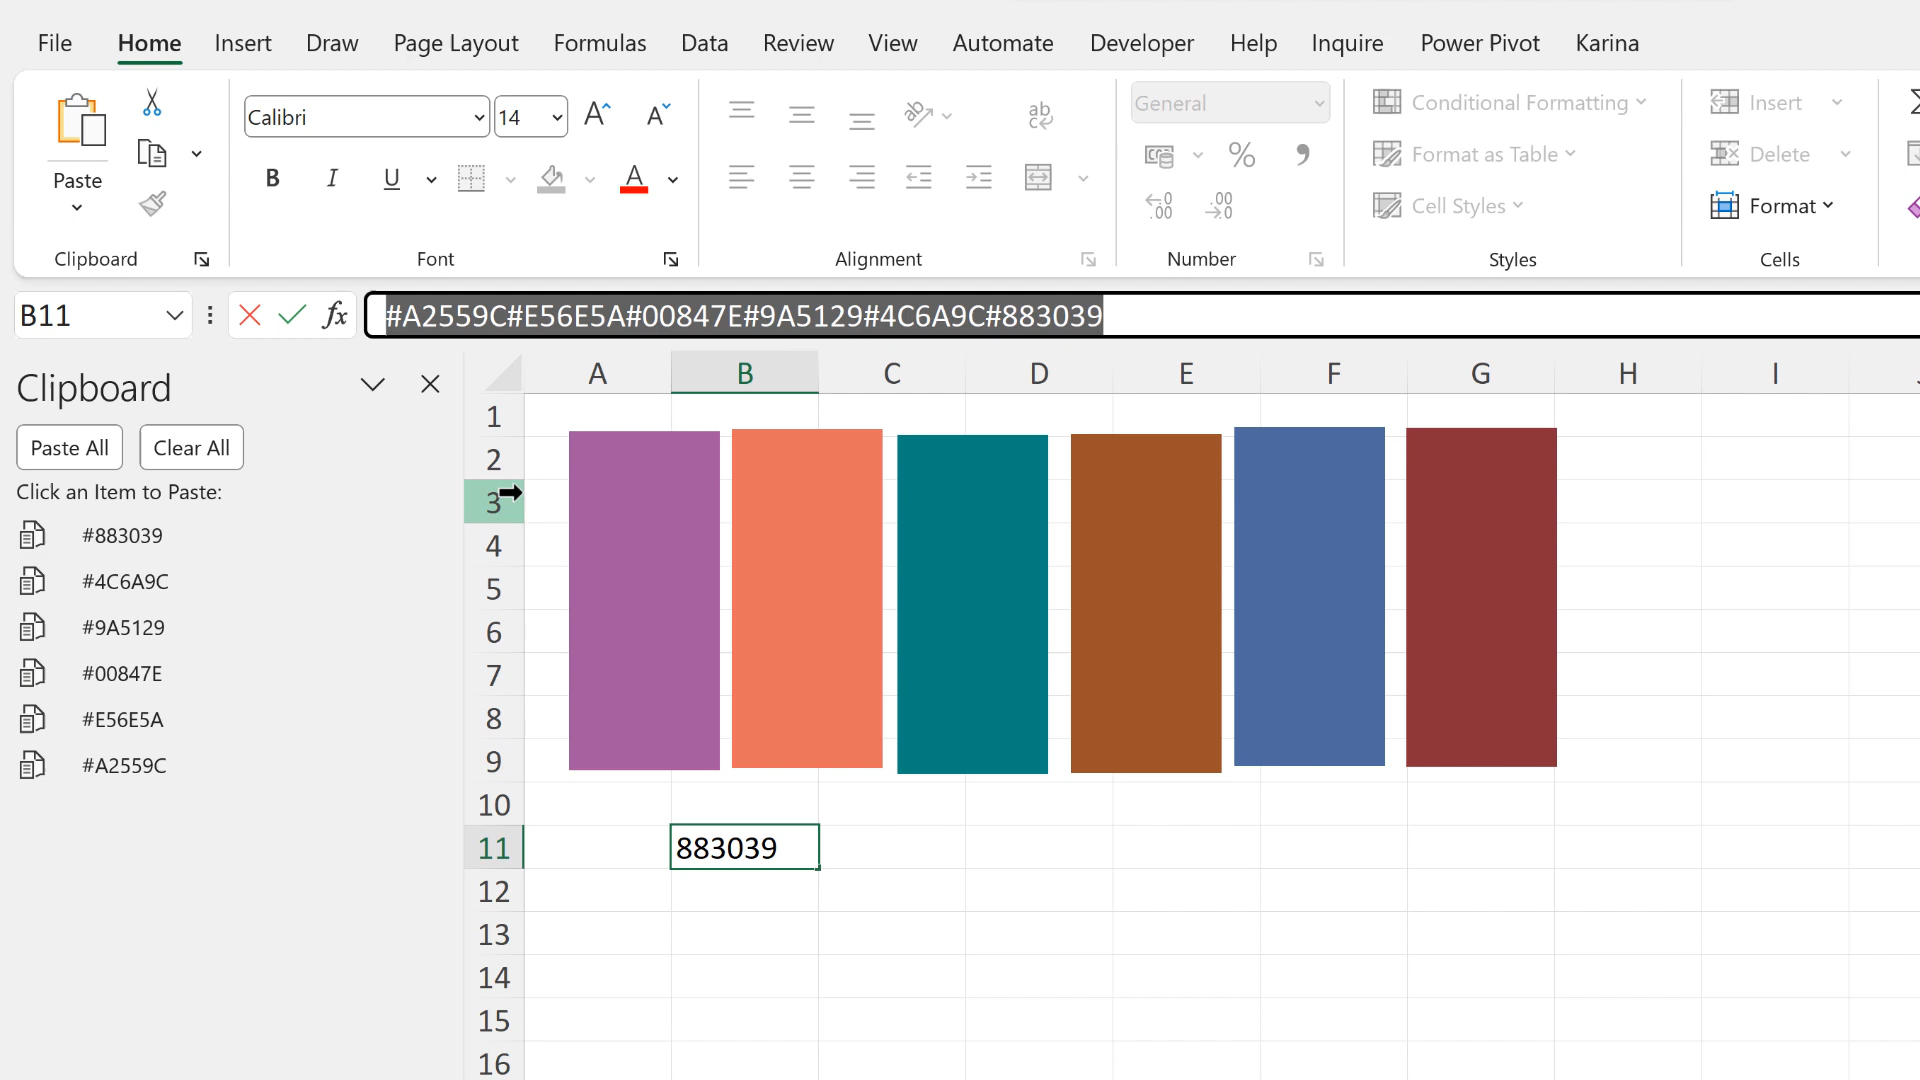 File Home Insert Draw Page Layout Formulas Data Review View Automate Developer Help Inquire Power Pivot Karina
Calibri 14 A A ab General Conditional Formatting Insert
Format as Table Delete
Paste B I U A Cell Styles Format
Clipboard Font Alignment Number Styles Cells
B11 fx #A2559C#E56E5A#00847E#9A5129#4C6A9C#883039
Clipboard
Paste All Clear All
Click an Item to Paste:
#883039
#4C6A9C
#9A5129
#00847E
#E56E5A
#A2559C
A B C D E F G H I
1
2
3
4
5
6
7
8
9
10
11 883039
12
13
14
15
16